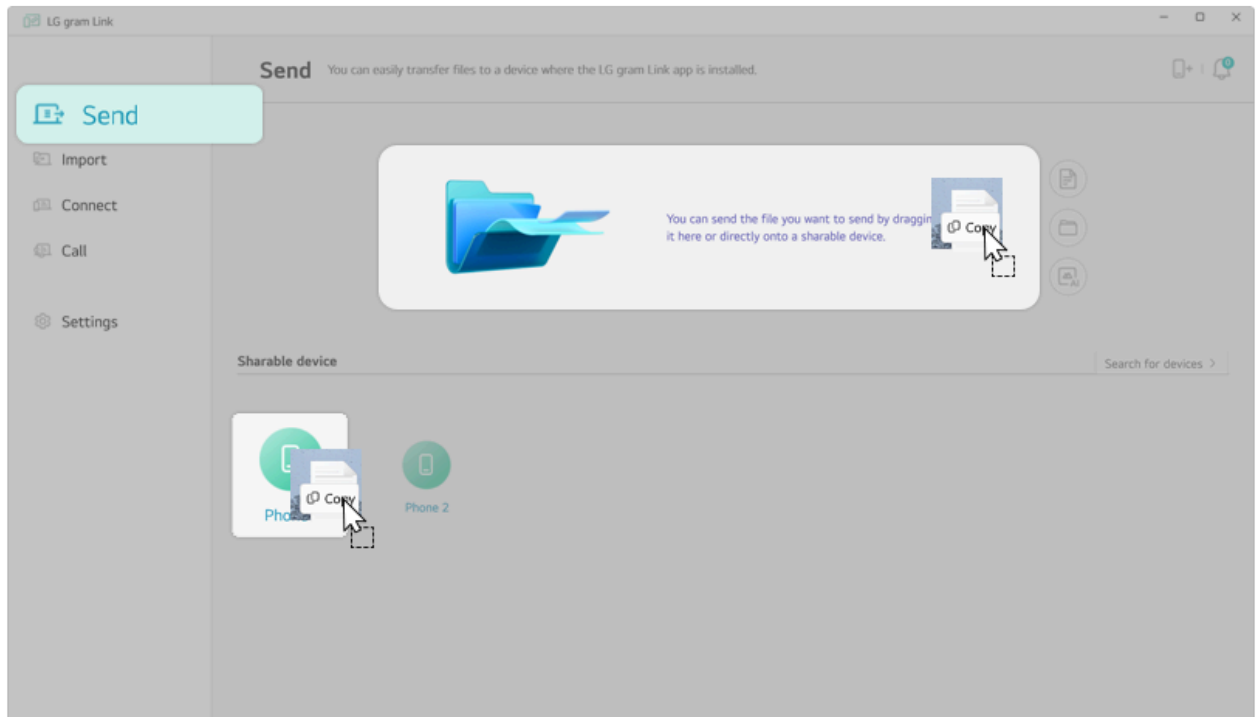 LG gram Link
Send You can easily transfer files to a device where the LG gram Link app is installed.
Send
Import
Connect
Call
Settings
You can send the file you want to send by
it here or directly onto a sharable device.
Copy
AI
Sharable device
Search for devices >
Copy
Phone 2